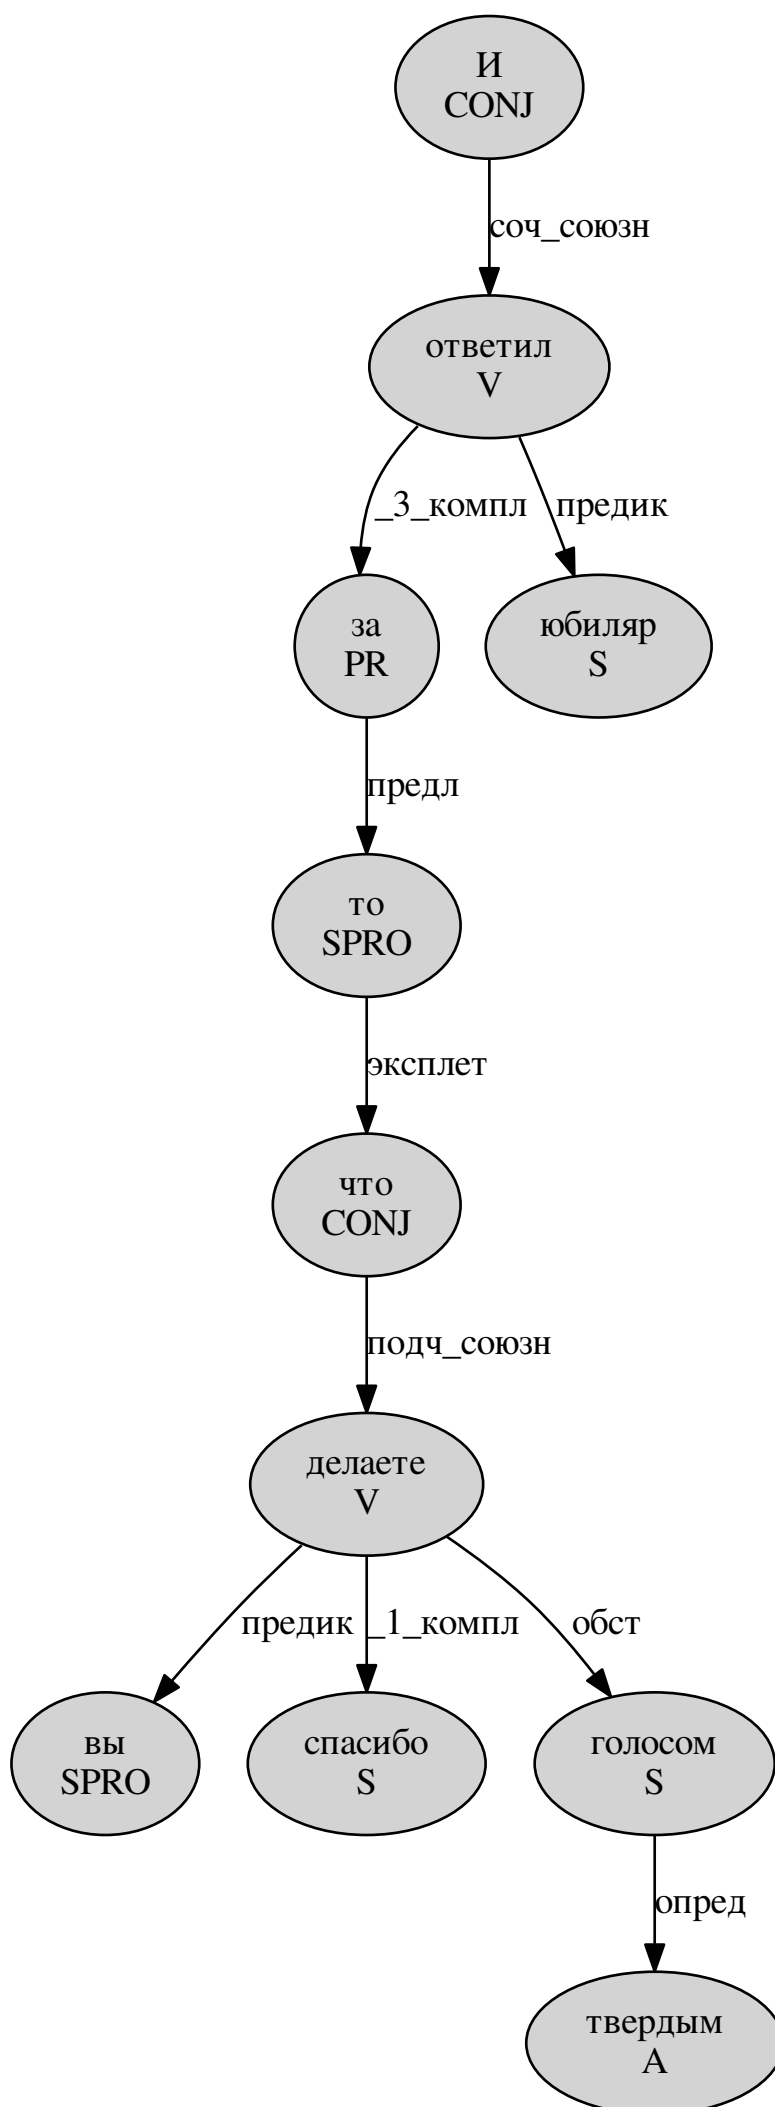 И
CONJ
соч_союзн
ответил
V
_3_компл
предик
за
PR
юбиляр
S
предл
то
SPRO
эксплет
что
CONJ
подч_союзн
делаете
V
предик
_1_компл
обст
вы
SPRO
спасибо
S
голосом
S
опред
твердым
A